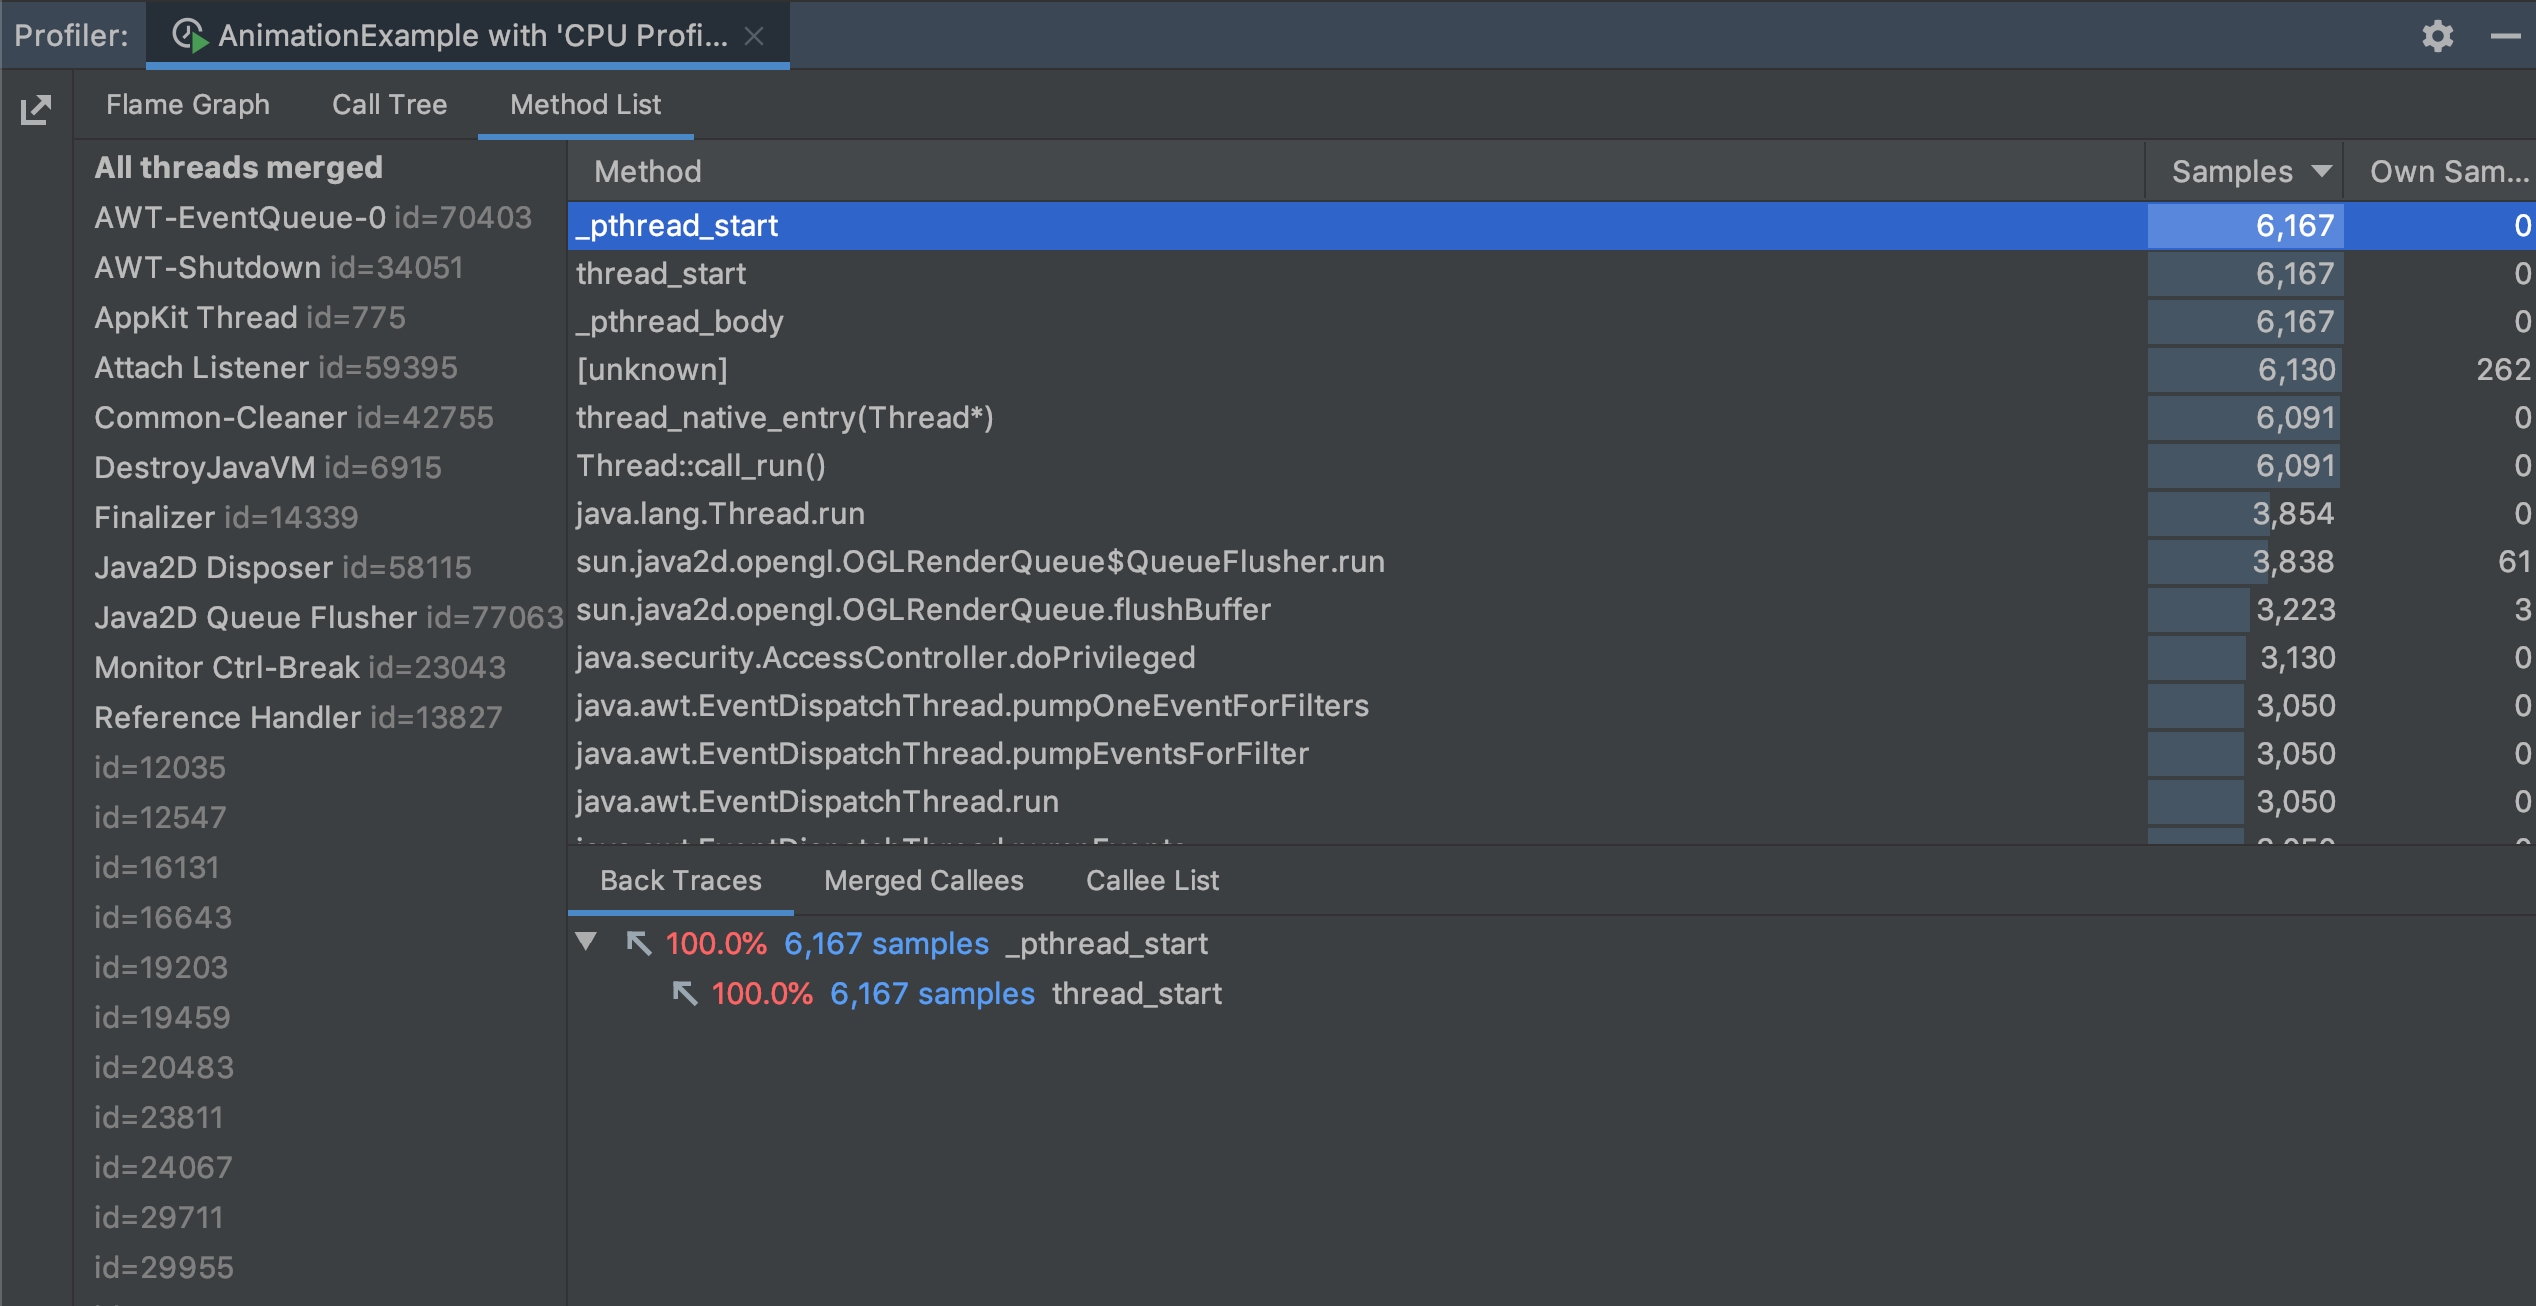 Profiler: AnimationExample with 'CPU Profi...
Flame Graph Call Tree Method List
All threads merged
AWT-EventQueue-0 id=70403
AWT-Shutdown id=34051
AppKit Thread id=775
Attach Listener id=59395
Common-Cleaner id=42755
DestroyJavaVM id=6915
Finalizer id=14339
Java2D Disposer id=58115
Java2D Queue Flusher id=77063
Monitor Ctrl-Break id=23043
Reference Handler id=13827
id=12035
id=12547
id=16131
id=16643
id=19203
id=19459
id=20483
id=23811
id=24067
id=29711
id=29955
Method Samples Own Sam...
_pthread_start 6,167 0
thread_start 6,167 0
_pthread_body 6,167 0
[unknown] 6,130 262
thread_native_entry(Thread*) 6,091 0
Thread::call_run() 6,091 0
java.lang.Thread.run 3,854 0
sun.java2d.opengl.OGLRenderQueue$QueueFlusher.run 3,838 61
sun.java2d.opengl.OGLRenderQueue.flushBuffer 3,223 3
java.security.AccessController.doPrivileged 3,130 0
java.awt.EventDispatchThread.pumpOneEventForFilters 3,050 0
java.awt.EventDispatchThread.pumpEventsForFilter 3,050 0
java.awt.EventDispatchThread.run 3,050 0
Back Traces Merged Callees Callee List
100.0% 6,167 samples _pthread_start
100.0% 6,167 samples thread_start